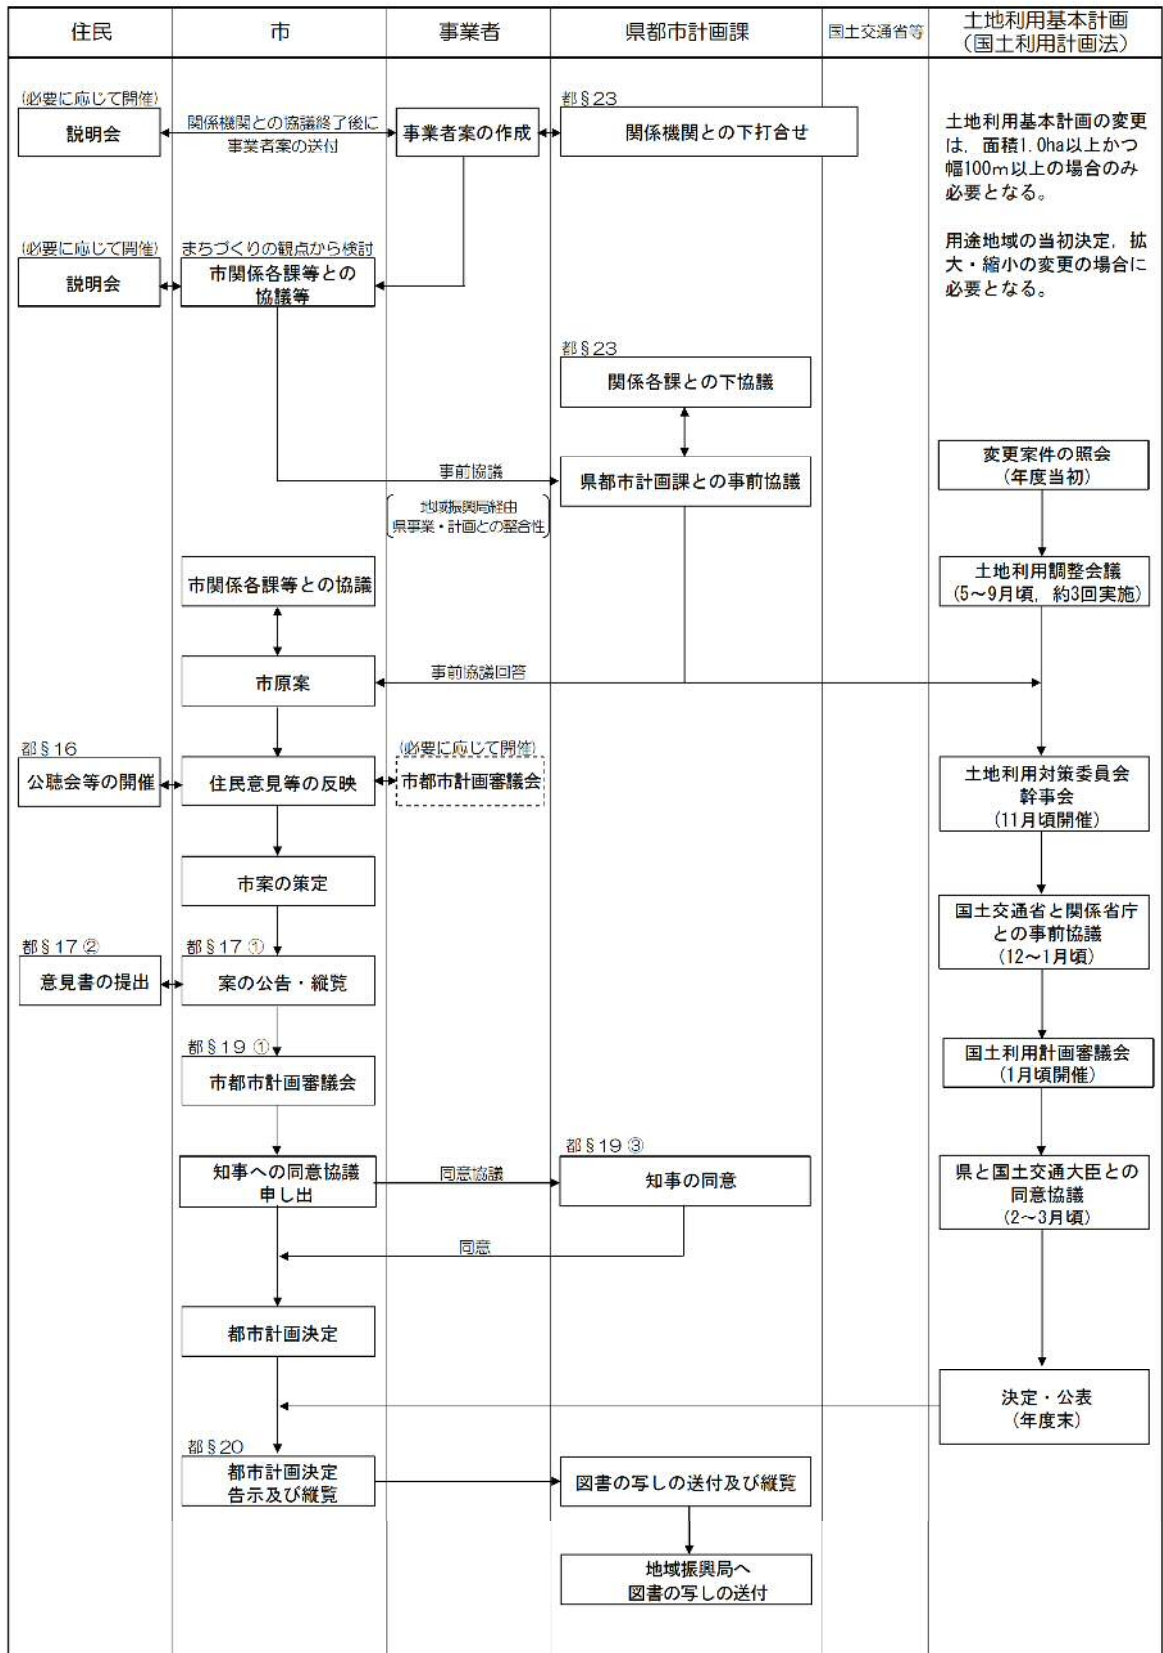 住民
市
事業者
県都市計画課
国土交通省等
土地利用基本計画
(国土利用計画法)
(必要に応じて開催)
説明会
関係機関との協議終了後に
事業者案の送付
事業者案の作成
都§23
関係機関との下打合せ
土地利用基本計画の変更
は，面積1.0ha以上かつ
幅100m以上の場合のみ
必要となる。
用途地域の当初決定，拡
大・縮小の変更の場合に
必要となる。
(必要に応じて開催)
説明会
まちづくりの観点から検討
市関係各課等との
協議等
都§23
関係各課との下協議
事前協議
地域振興局経由
県事業・計画との整合性
県都市計画課との事前協議
変更案件の照会
(年度当初)
市関係各課等との協議
土地利用調整会議
(5～9月頃，約3回実施)
市原案
事前協議回答
都§16
公聴会等の開催
住民意見等の反映
(必要に応じて開催)
市都市計画審議会
土地利用対策委員会
幹事会
(11月頃開催)
市案の策定
国土交通省と関係省庁
との事前協議
(12～1月頃)
都§17②
意見書の提出
都§17①
案の公告・縦覧
都§19①
市都市計画審議会
国土利用計画審議会
(1月頃開催)
知事への同意協議
申し出
同意協議
都§19③
知事の同意
県と国土交通大臣との
同意協議
(2～3月頃)
同意
都市計画決定
決定・公表
(年度末)
都§20
都市計画決定
告示及び縦覧
図書の写しの送付及び縦覧
地域振興局へ
図書の写しの送付